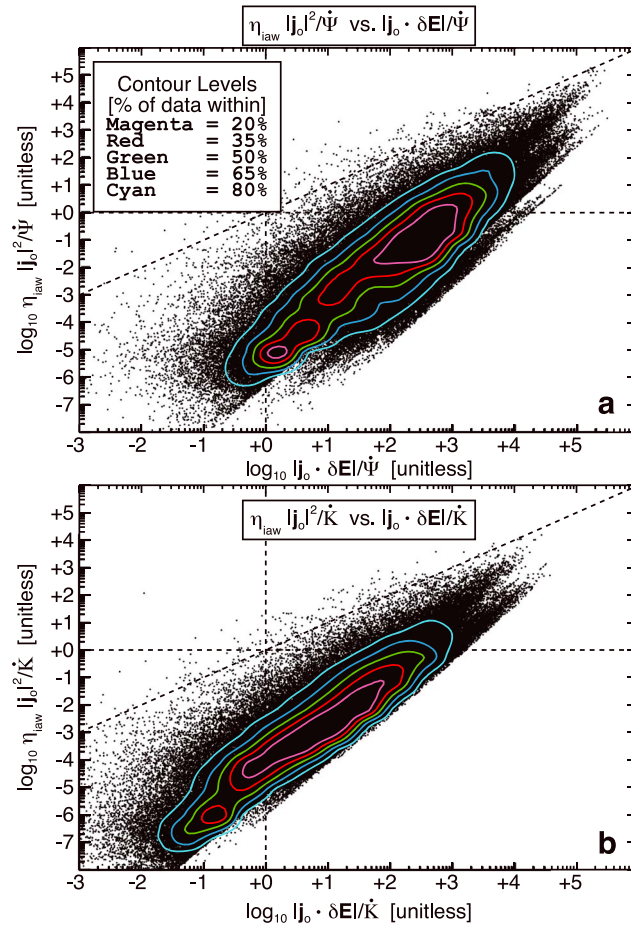 η_iaw |j_o|²/Ψ̇ vs. |j_o · δE|/Ψ̇
Contour Levels
[% of data within]
Magenta = 20%
Red = 35%
Green = 50%
Blue = 65%
Cyan = 80%
+5
+4
+3
+2
+1
+0
-1
-2
-3
-4
-5
-6
-7
log₁₀ η_iaw |j_o|²/Ψ̇ [unitless]
a
-3 -2 -1 +0 +1 +2 +3 +4 +5
log₁₀ |j_o · δE|/Ψ̇ [unitless]
η_iaw |j_o|²/K̇ vs. |j_o · δE|/K̇
+5
+4
+3
+2
+1
+0
-1
-2
-3
-4
-5
-6
-7
log₁₀ η_iaw |j_o|²/K̇ [unitless]
b
-3 -2 -1 +0 +1 +2 +3 +4 +5
log₁₀ |j_o · δE|/K̇ [unitless]